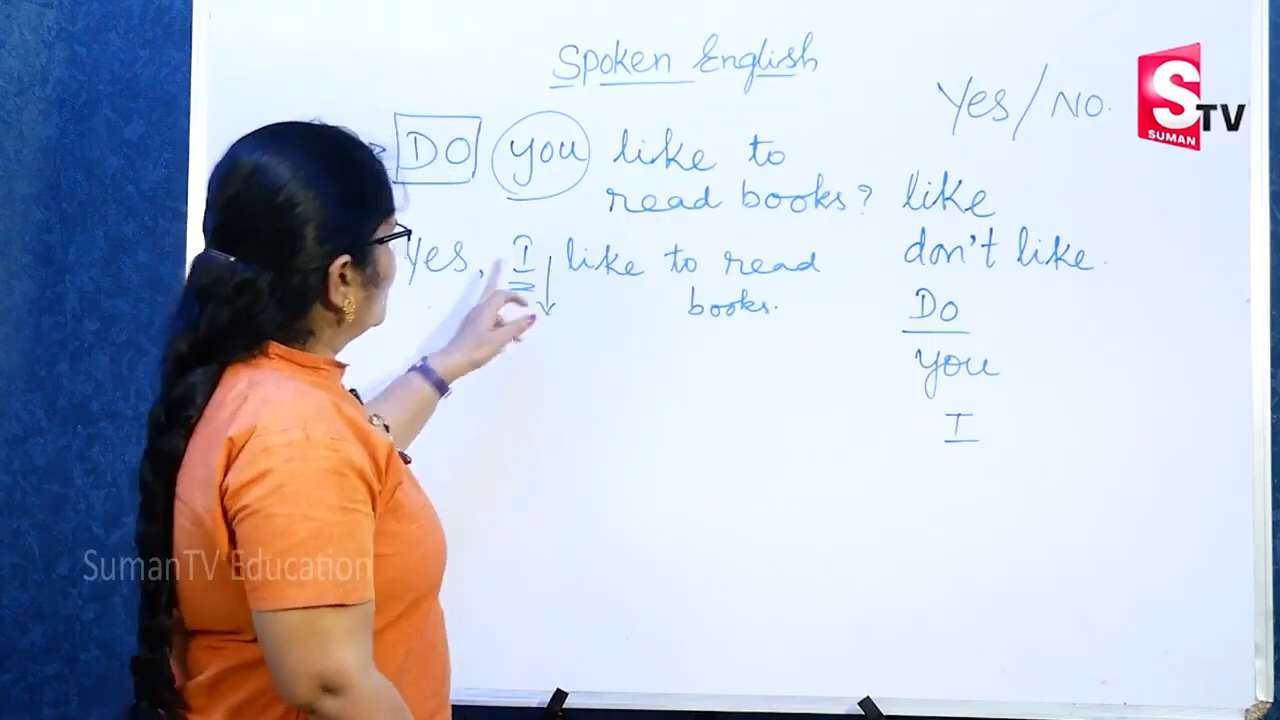 Spoken English
Yes / No.
DO you like to
read books?
Yes, I like to read
books.
like
don't like.
Do
you
I
S TV
SUMAN
SumanTV Education